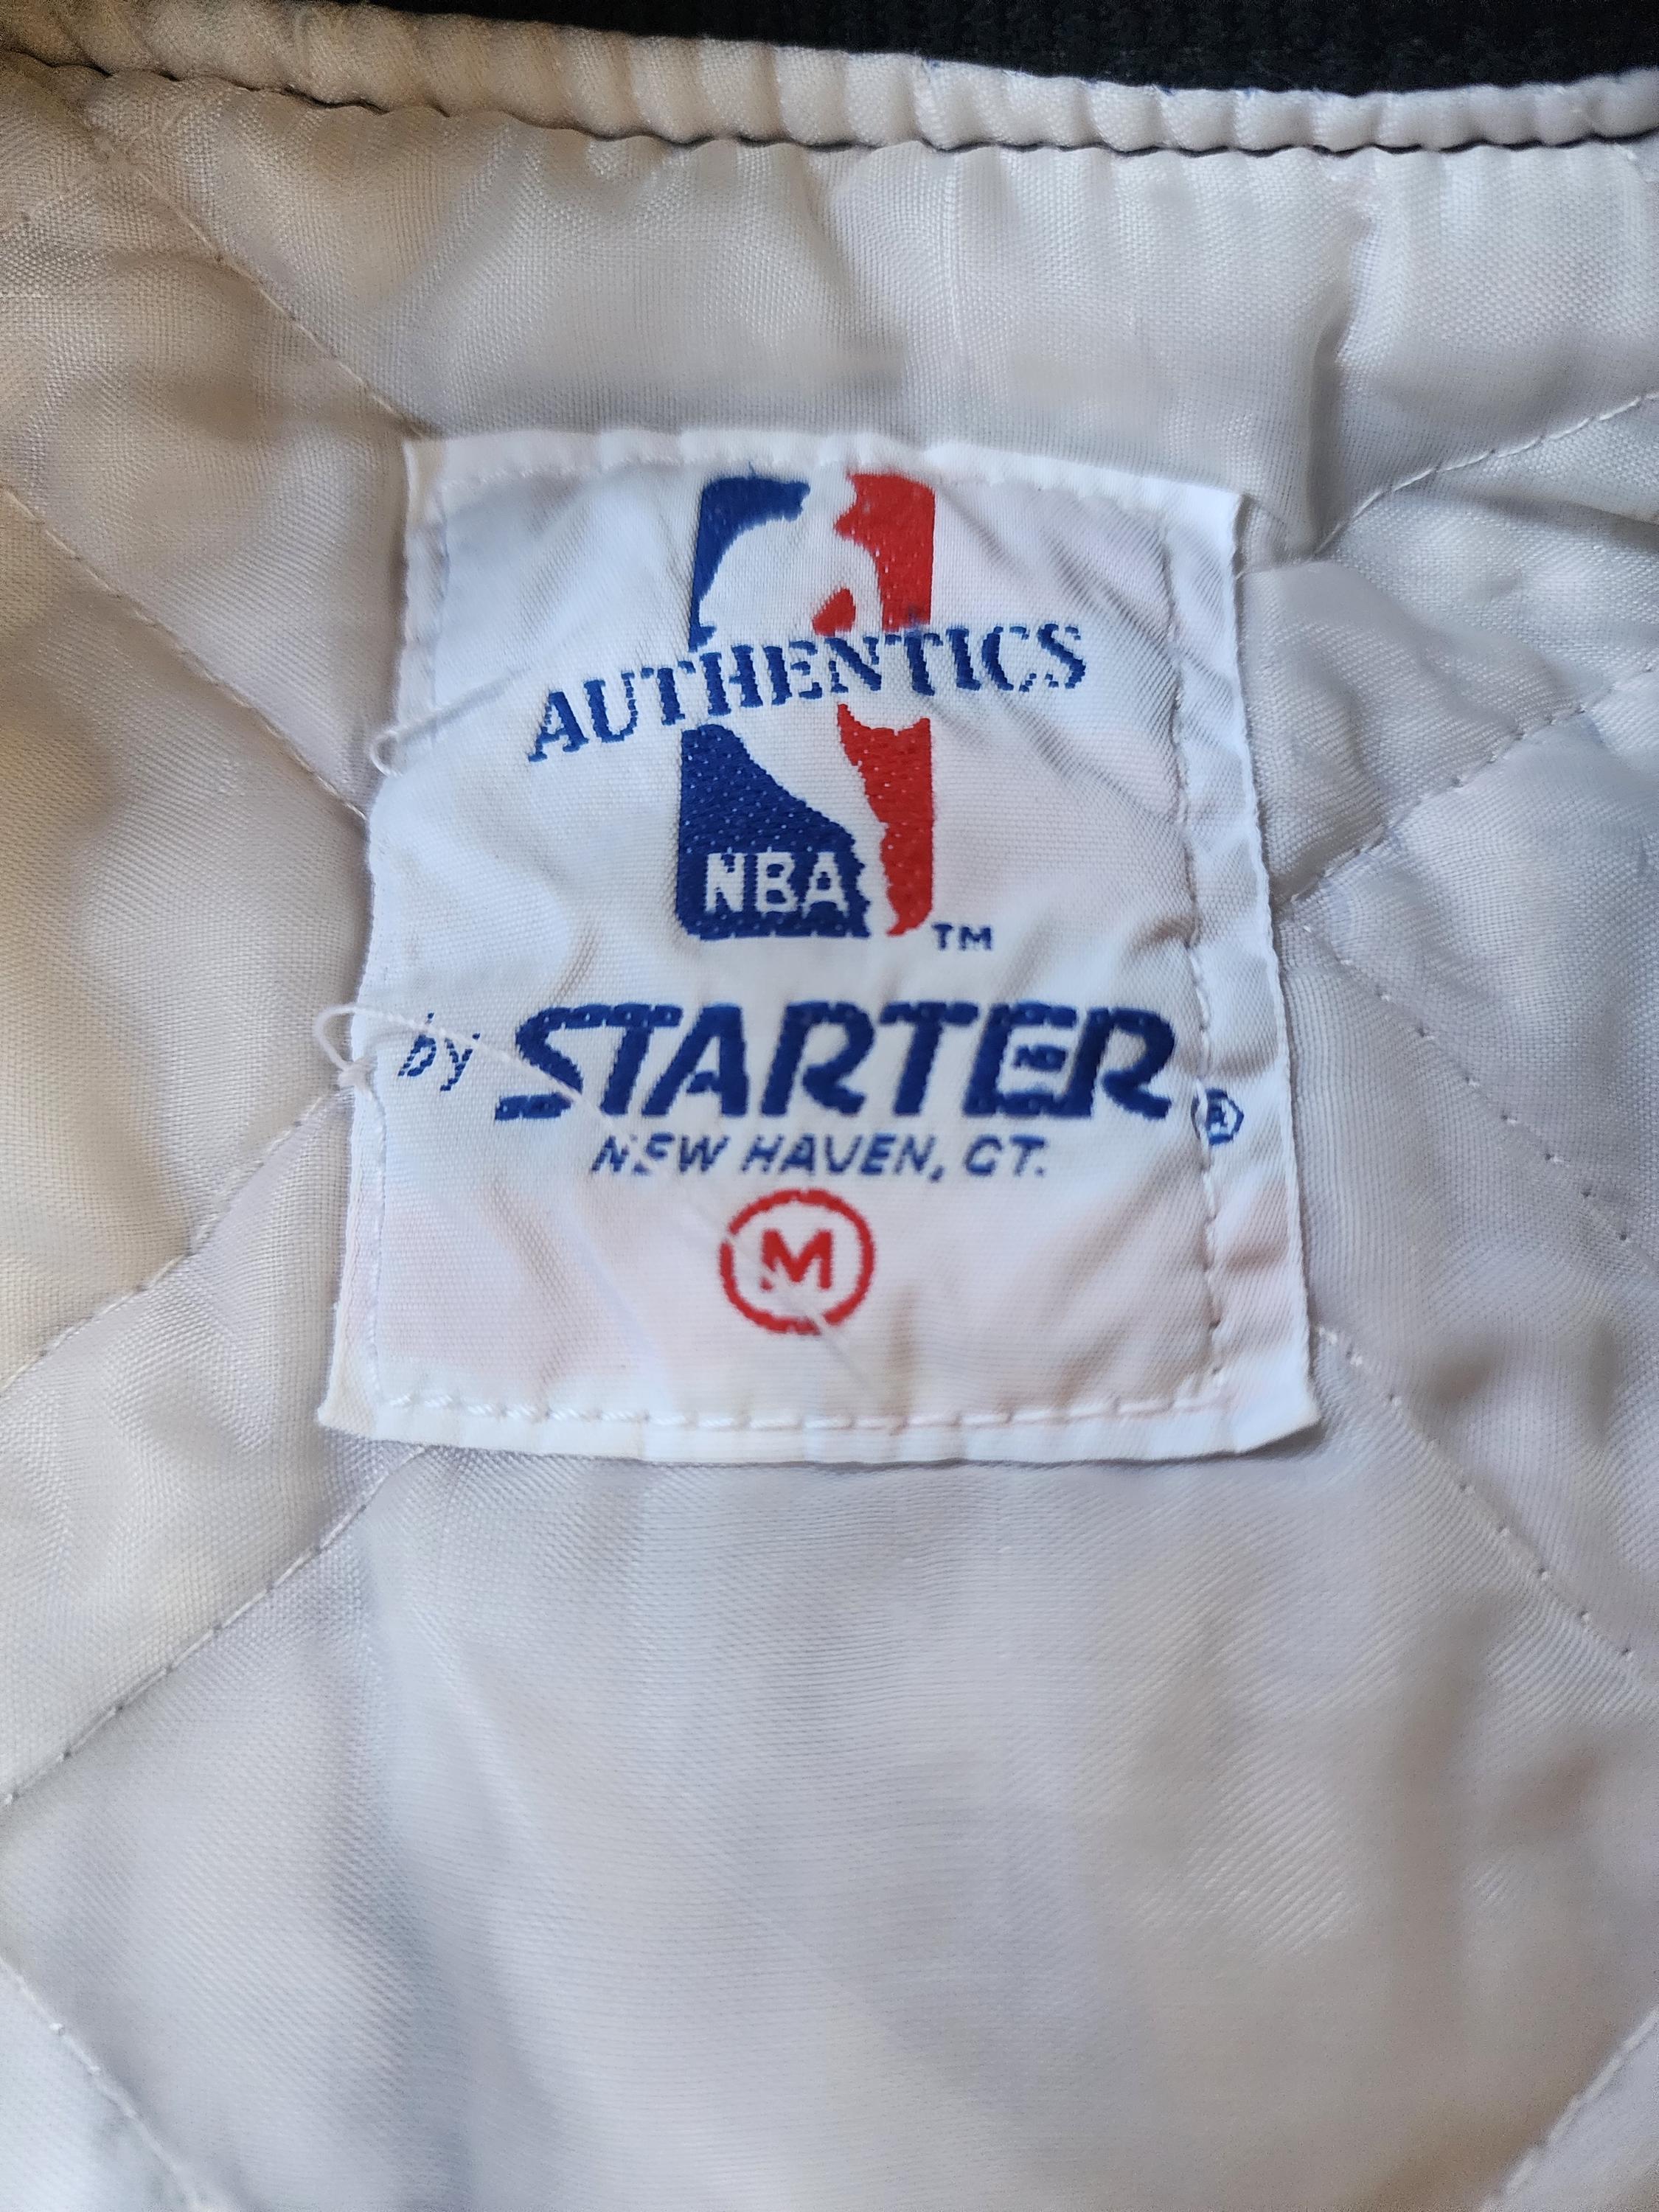 AUTHENTICS
NBA TM
by STARTER ®
NEW HAVEN, CT.
M